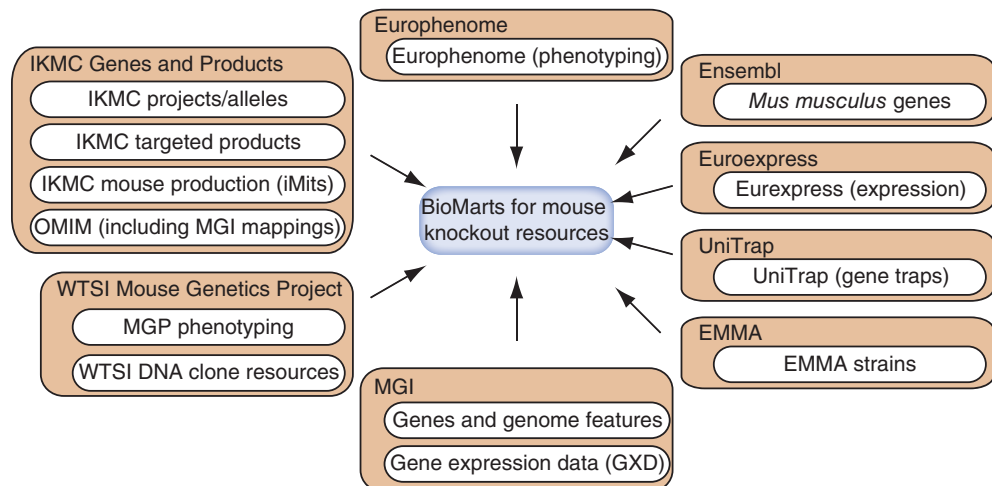 Europhenome
Europhenome (phenotyping)
IKMC Genes and Products
IKMC projects/alleles
IKMC targeted products
IKMC mouse production (iMits)
OMIM (including MGI mappings)
Ensembl
Mus musculus genes
Euroexpress
Eurexpress (expression)
BioMarts for mouse
knockout resources
UniTrap
UniTrap (gene traps)
WTSI Mouse Genetics Project
MGP phenotyping
WTSI DNA clone resources
EMMA
EMMA strains
MGI
Genes and genome features
Gene expression data (GXD)